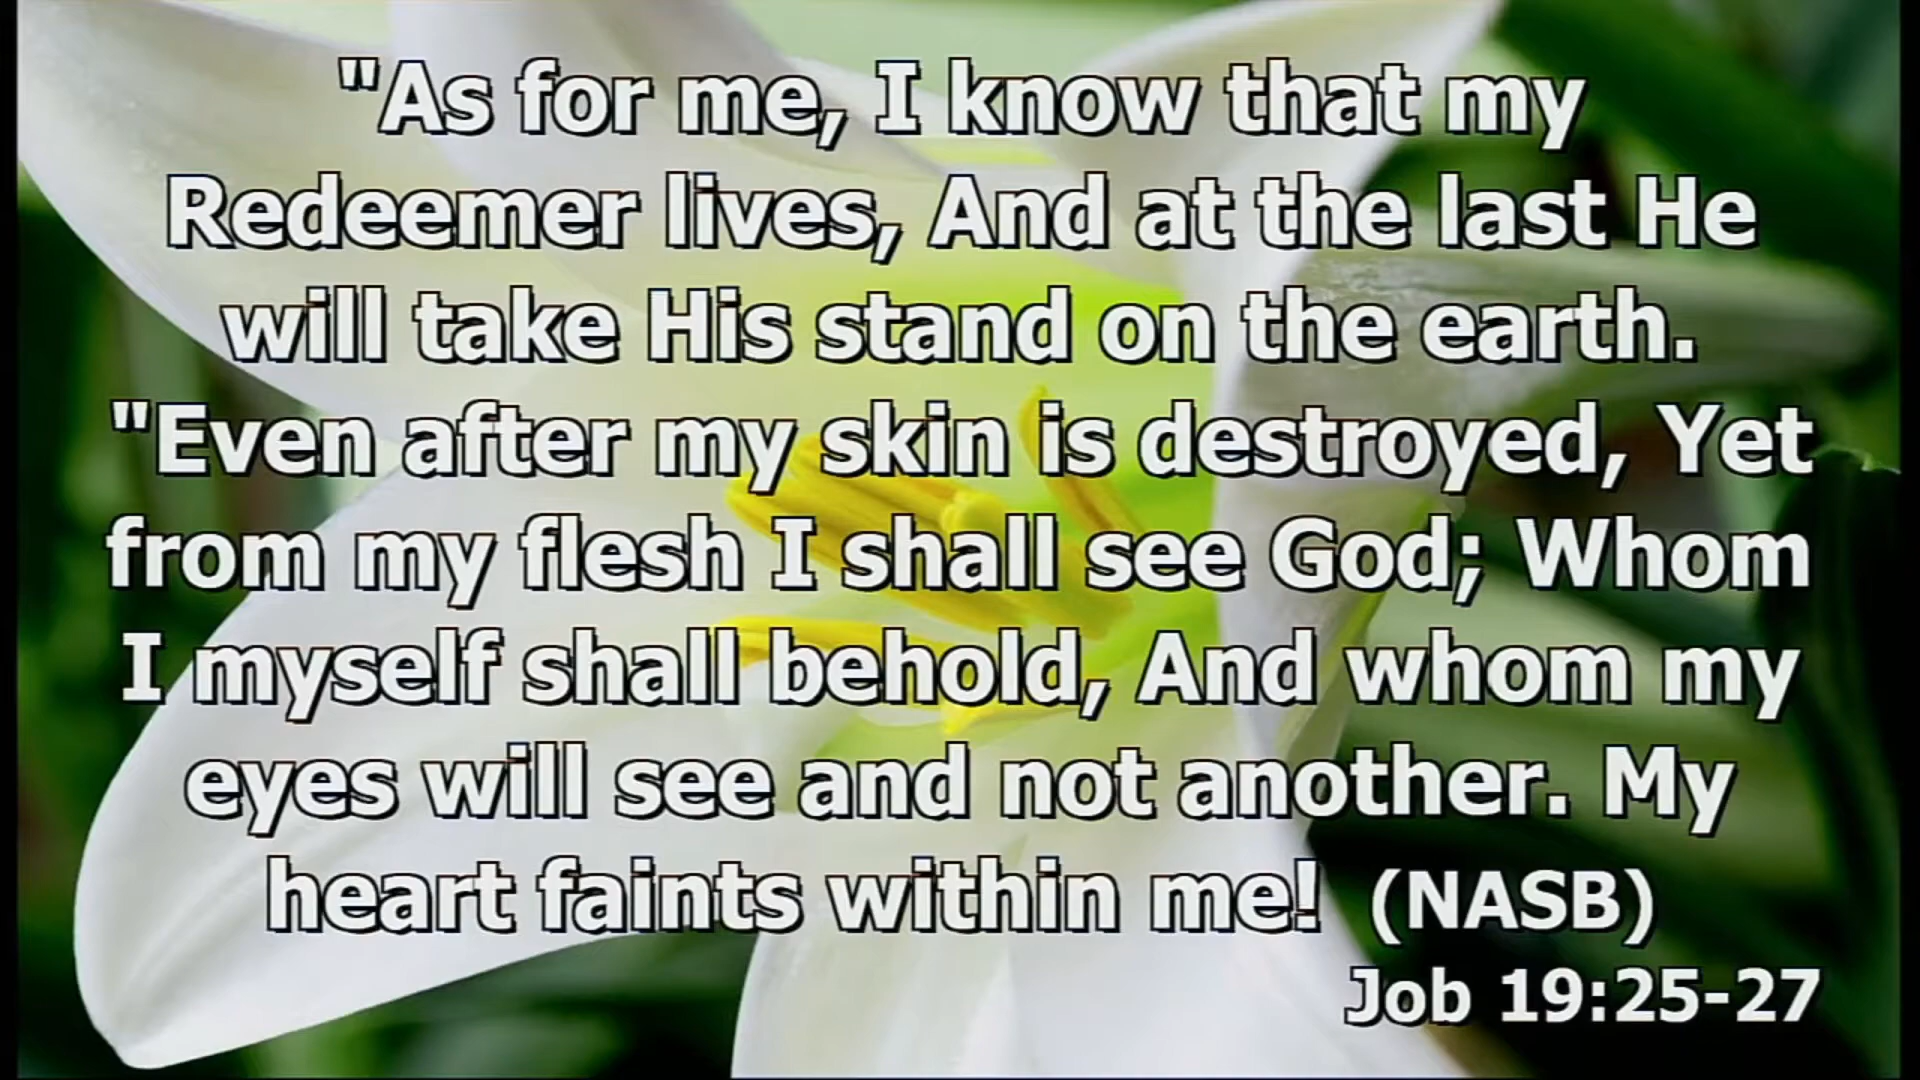 "As for me, I know that my
Redeemer lives, And at the last He
will take His stand on the earth.
"Even after my skin is destroyed, Yet
from my flesh I shall see God; Whom
I myself shall behold, And whom my
eyes will see and not another. My
heart faints within me! (NASB)
Job 19:25-27